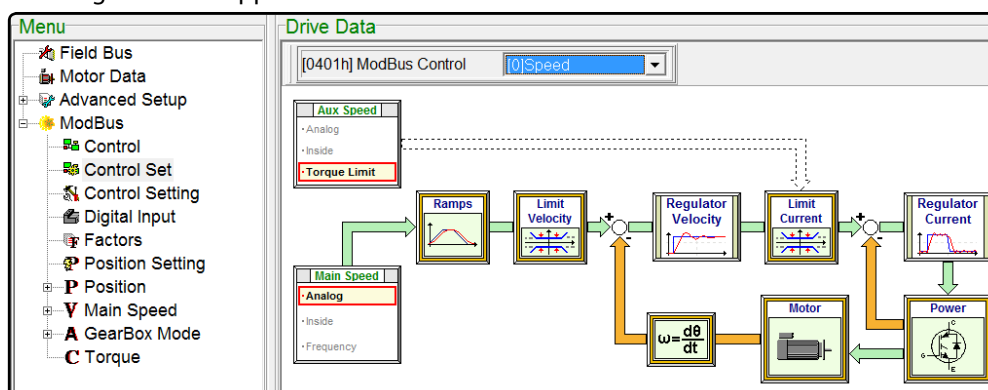 Menu
Field Bus
Motor Data
Advanced Setup
ModBus
Control
Control Set
Control Setting
Digital Input
Factors
Position Setting
P Position
V Main Speed
A GearBox Mode
C Torque
Drive Data
[0401h] ModBus Control [0]Speed
Aux Speed
·Analog
·Inside
·Torque Limit
Main Speed
·Analog
·Inside
·Frequency
Ramps
Limit
Velocity
+
-
Regulator
Velocity
Limit
Current
+
-
Regulator
Current
ω=dθ
dt
Motor
Power
C
G
E